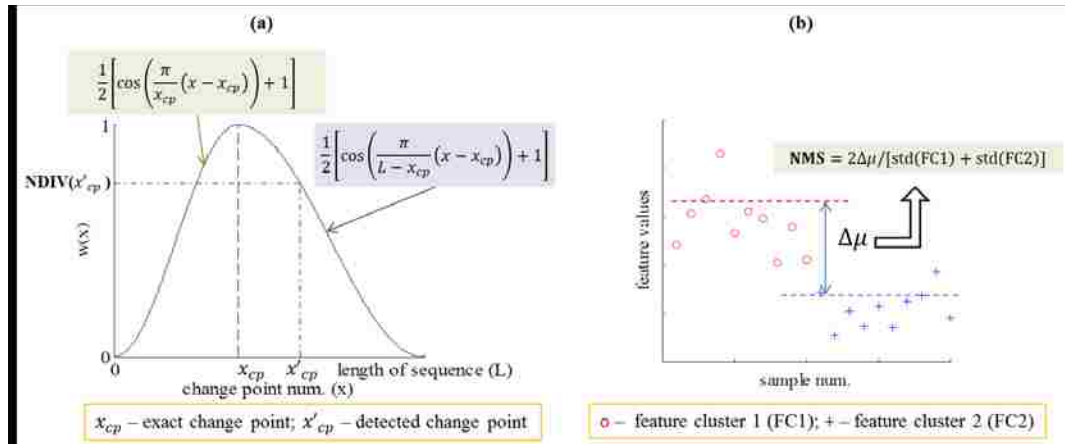 (a)
1/2[cos(π/x_cp (x − x_cp)) + 1]
1/2[cos(π/(L − x_cp) (x − x_cp)) + 1]
1
NDIV(x'_cp)
w(x)
0
0
x_cp
x'_cp
length of sequence (L)
change point num. (x)
x_cp – exact change point; x'_cp – detected change point
(b)
NMS = 2Δμ/[std(FC1) + std(FC2)]
Δμ
feature values
sample num.
o – feature cluster 1 (FC1); + – feature cluster 2 (FC2)